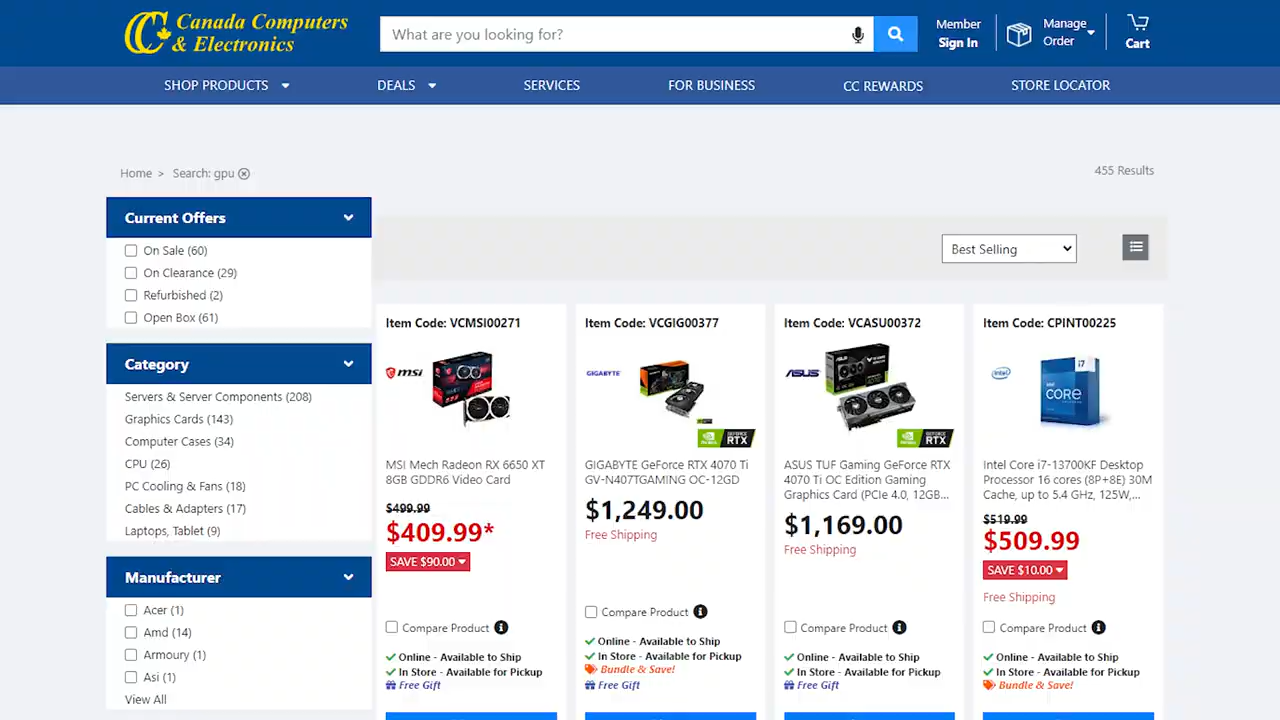 Canada Computers
& Electronics
What are you looking for?
Member
Sign In
Manage
Order
Cart
SHOP PRODUCTS
DEALS
SERVICES
FOR BUSINESS
CC REWARDS
STORE LOCATOR
Home > Search: gpu
455 Results
Current Offers
On Sale (60)
On Clearance (29)
Refurbished (2)
Open Box (61)
Category
Servers & Server Components (208)
Graphics Cards (143)
Computer Cases (34)
CPU (26)
PC Cooling & Fans (18)
Cables & Adapters (17)
Laptops, Tablet (9)
Manufacturer
Acer (1)
Amd (14)
Armoury (1)
Asi (1)
View All
Best Selling
Item Code: VCMSI00271
msi
MSI Mech Radeon RX 6650 XT
8GB GDDR6 Video Card
$499.99
$409.99*
SAVE $90.00
Compare Product
Online - Available to Ship
In Store - Available for Pickup
Free Gift
Item Code: VCGIG00377
GIGABYTE
GEFORCE
RTX
GIGABYTE GeForce RTX 4070 Ti
GV-N407TGAMING OC-12GD
$1,249.00
Free Shipping
Compare Product
Online - Available to Ship
In Store - Available for Pickup
Bundle & Save!
Free Gift
Item Code: VCASU00372
ASUS
GEFORCE
RTX
ASUS TUF Gaming GeForce RTX
4070 Ti OC Edition Gaming
Graphics Card (PCIe 4.0, 12GB...
$1,169.00
Free Shipping
Compare Product
Online - Available to Ship
In Store - Available for Pickup
Free Gift
Item Code: CPINT00225
intel
i7
intel
CORE
Intel Core i7-13700KF Desktop
Processor 16 cores (8P+8E) 30M
Cache, up to 5.4 GHz, 125W,...
$519.99
$509.99
SAVE $10.00
Free Shipping
Compare Product
Online - Available to Ship
In Store - Available for Pickup
Bundle & Save!